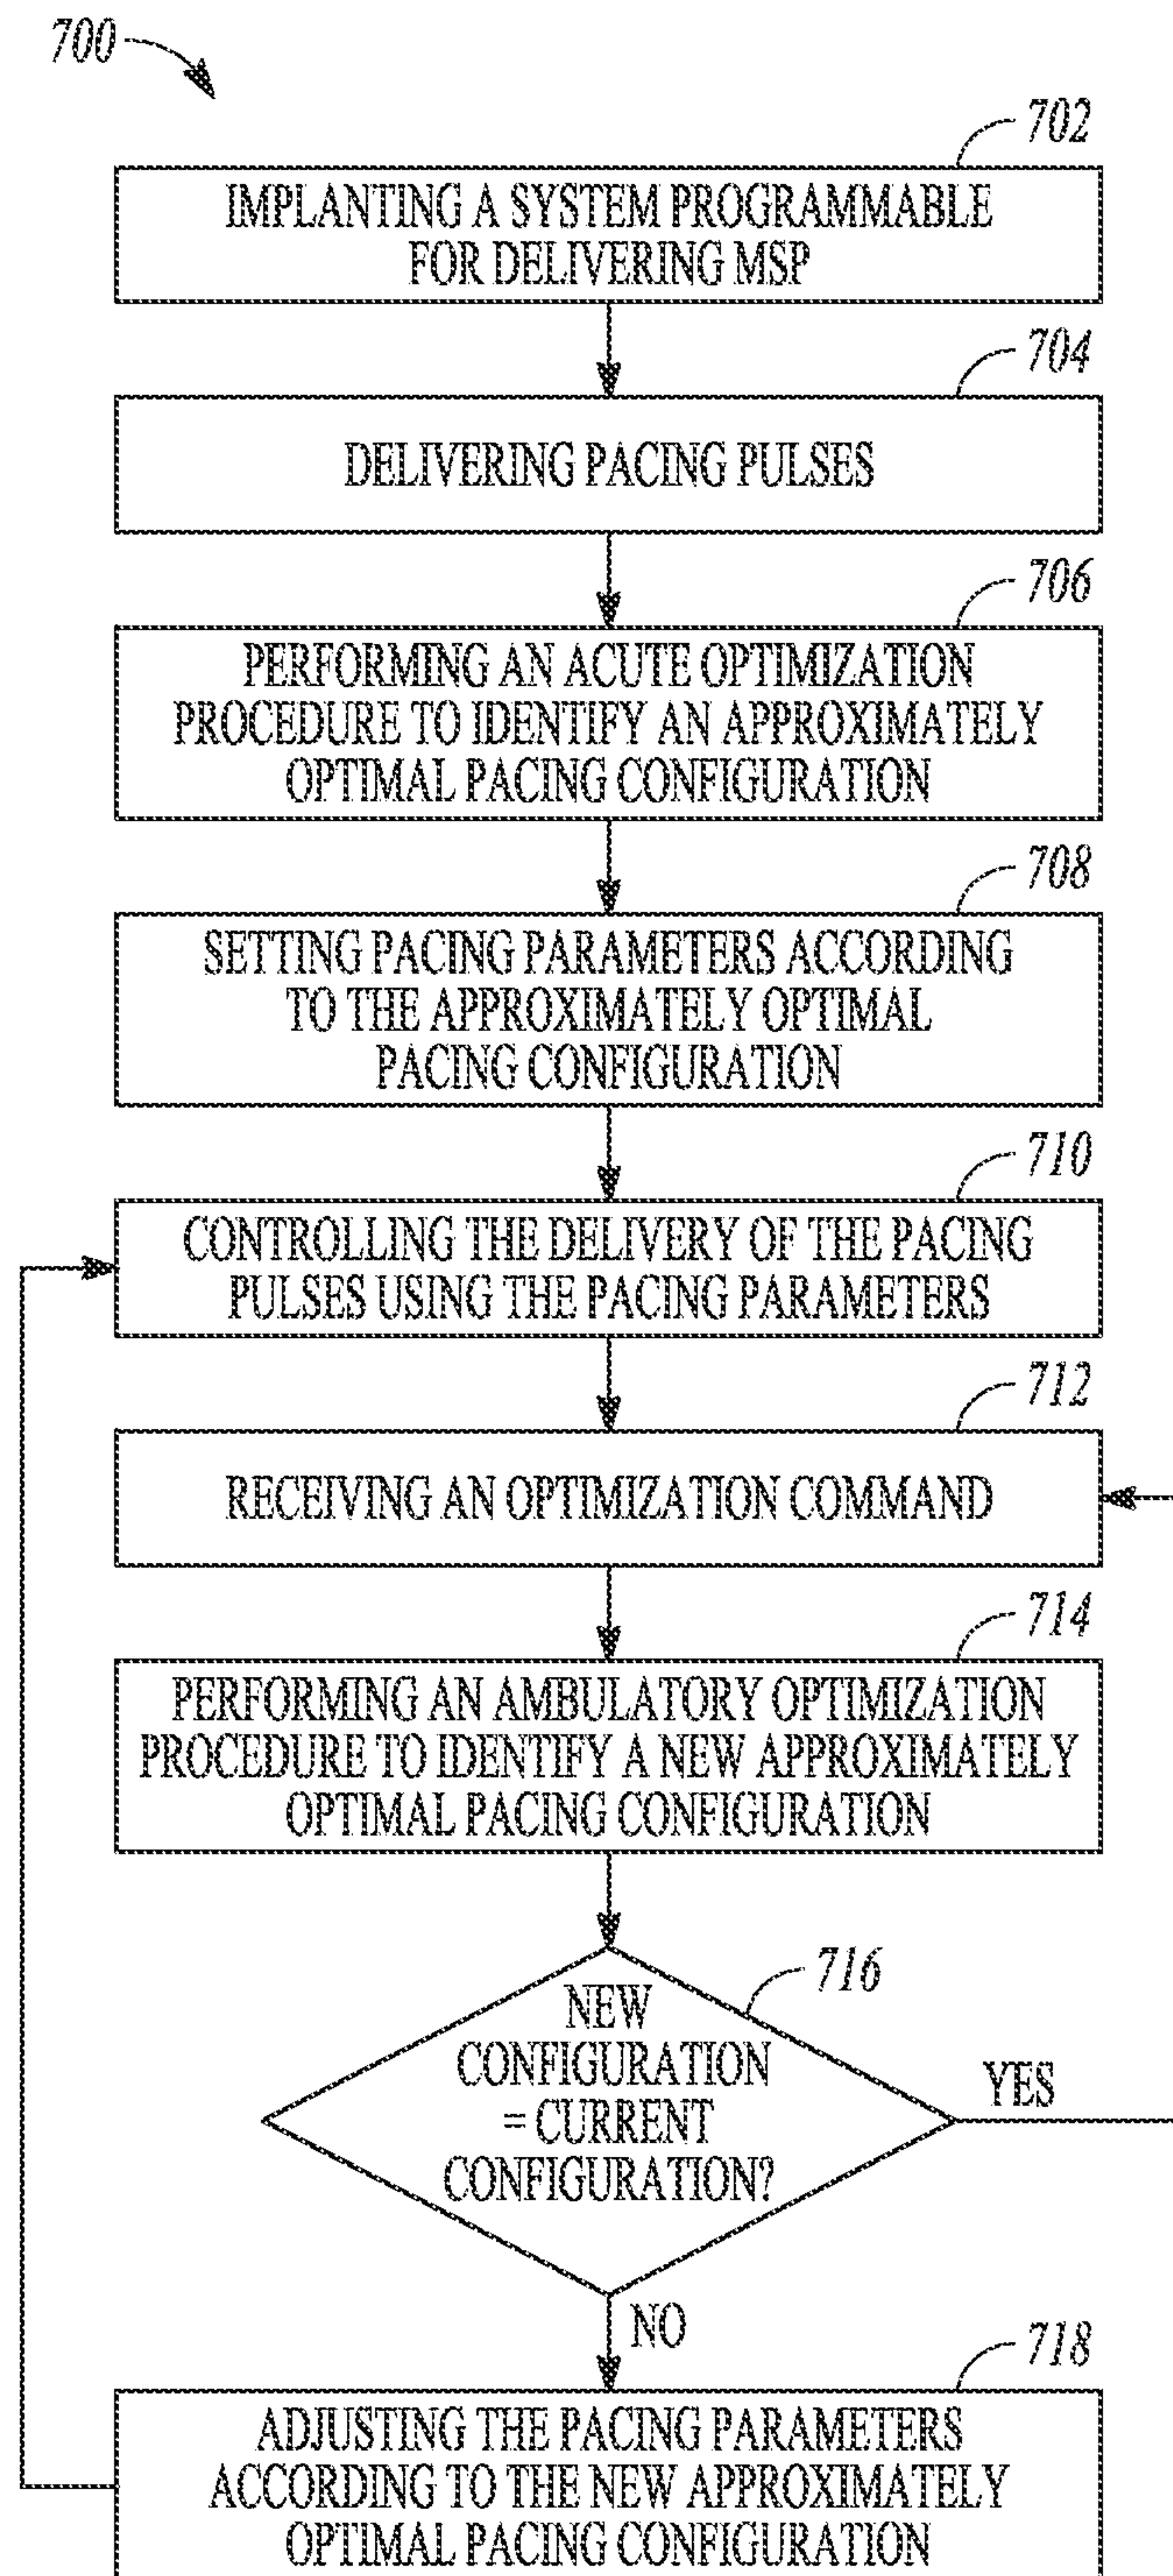 700
702
IMPLANTING A SYSTEM PROGRAMMABLE
FOR DELIVERING MSP
704
DELIVERING PACING PULSES
706
PERFORMING AN ACUTE OPTIMIZATION
PROCEDURE TO IDENTIFY AN APPROXIMATELY
OPTIMAL PACING CONFIGURATION
708
SETTING PACING PARAMETERS ACCORDING
TO THE APPROXIMATELY OPTIMAL
PACING CONFIGURATION
710
CONTROLLING THE DELIVERY OF THE PACING
PULSES USING THE PACING PARAMETERS
712
RECEIVING AN OPTIMIZATION COMMAND
714
PERFORMING AN AMBULATORY OPTIMIZATION
PROCEDURE TO IDENTIFY A NEW APPROXIMATELY
OPTIMAL PACING CONFIGURATION
716
NEW
CONFIGURATION
= CURRENT
CONFIGURATION?
YES
NO
718
ADJUSTING THE PACING PARAMETERS
ACCORDING TO THE NEW APPROXIMATELY
OPTIMAL PACING CONFIGURATION